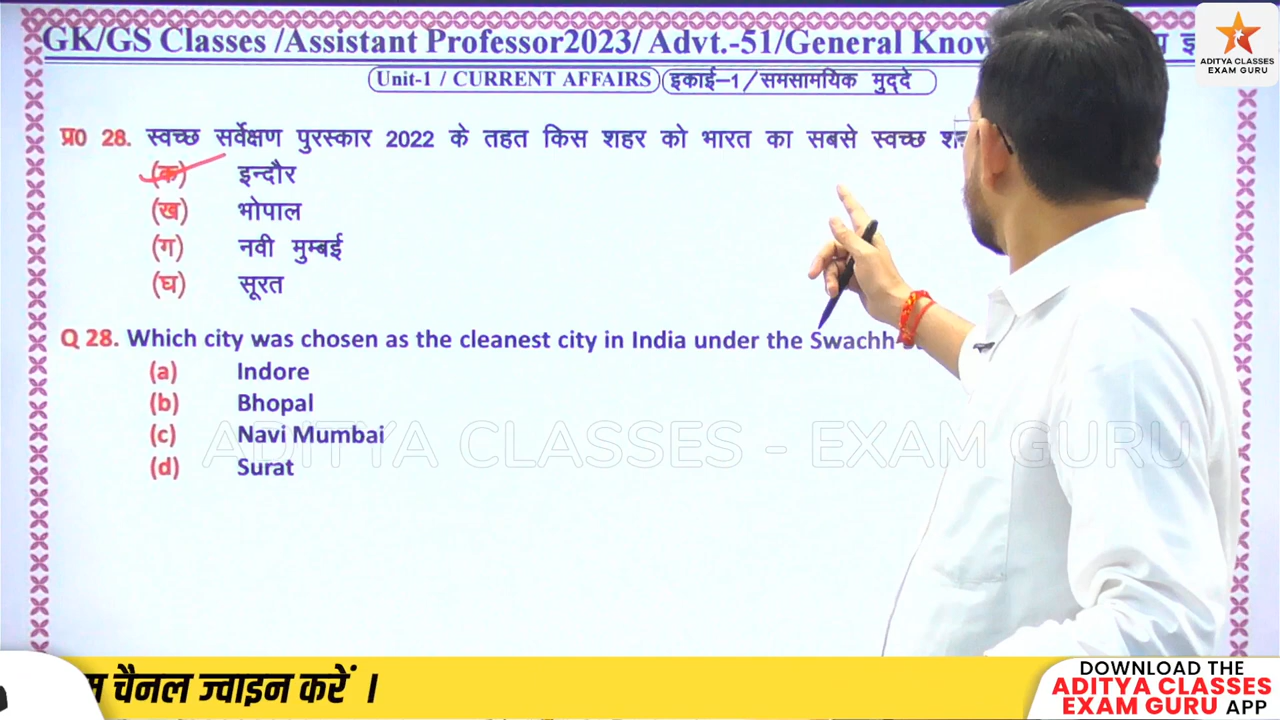 GK/GS Classes /Assistant Professor2023/ Advt.-51/General
ADITYA CLASSES
EXAM GURU
Unit-1 / CURRENT AFFAIRS इकाई–1/समसामयिक मुद्दे
प्र0 28. स्वच्छ सर्वेक्षण पुरस्कार 2022 के तहत किस शहर को भारत का सबसे स्वच्छ
(क) इन्दौर
(ख) भोपाल
(ग) नवी मुम्बई
(घ) सूरत
Q 28. Which city was chosen as the cleanest city in India under the Swachh
(a) Indore
(b) Bhopal
(c) Navi Mumbai
(d) Surat
ADITYA CLASSES - EXAM GURU
चैनल ज्वाइन करें ।
DOWNLOAD THE
ADITYA CLASSES
EXAM GURU APP